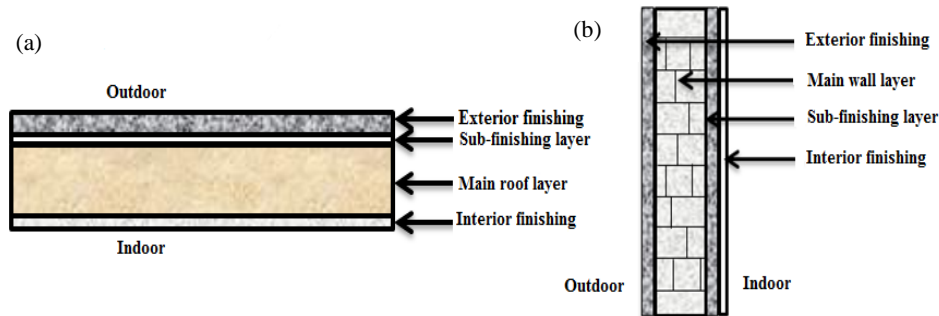 (a)
Outdoor
Exterior finishing
Sub-finishing layer
Main roof layer
Interior finishing
Indoor
(b)
Exterior finishing
Main wall layer
Sub-finishing layer
Interior finishing
Outdoor
Indoor